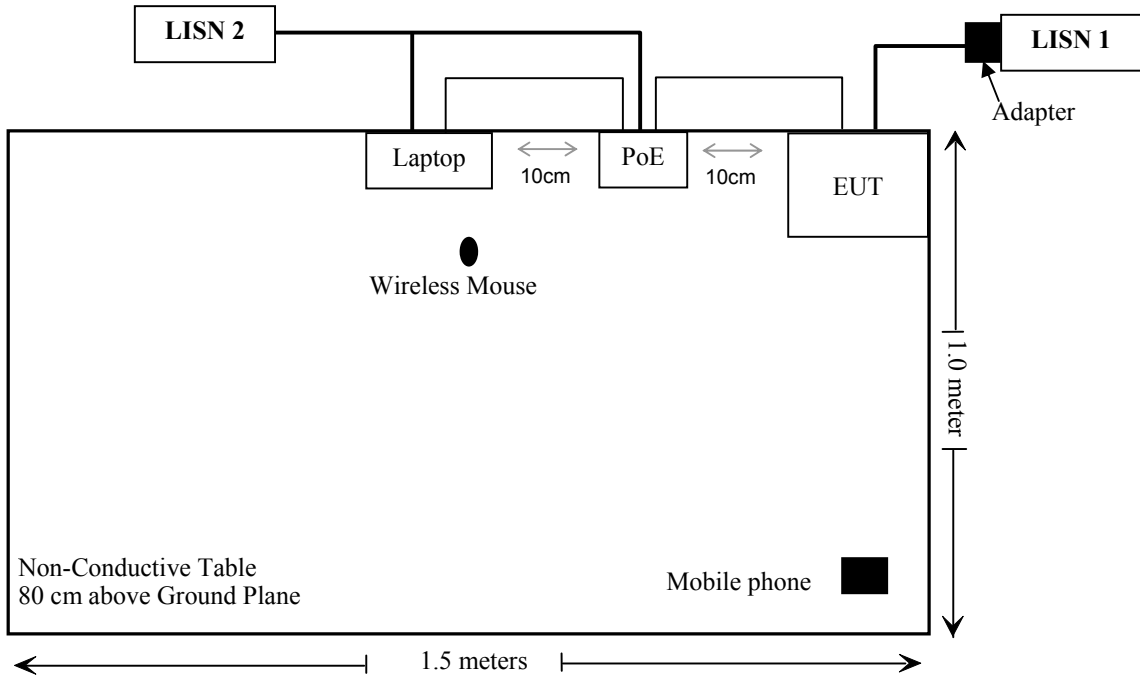 LISN 2
LISN 1
Adapter
Laptop
PoE
EUT
10cm
10cm
Wireless Mouse
1.0 meter
Non-Conductive Table
80 cm above Ground Plane
Mobile phone
1.5 meters